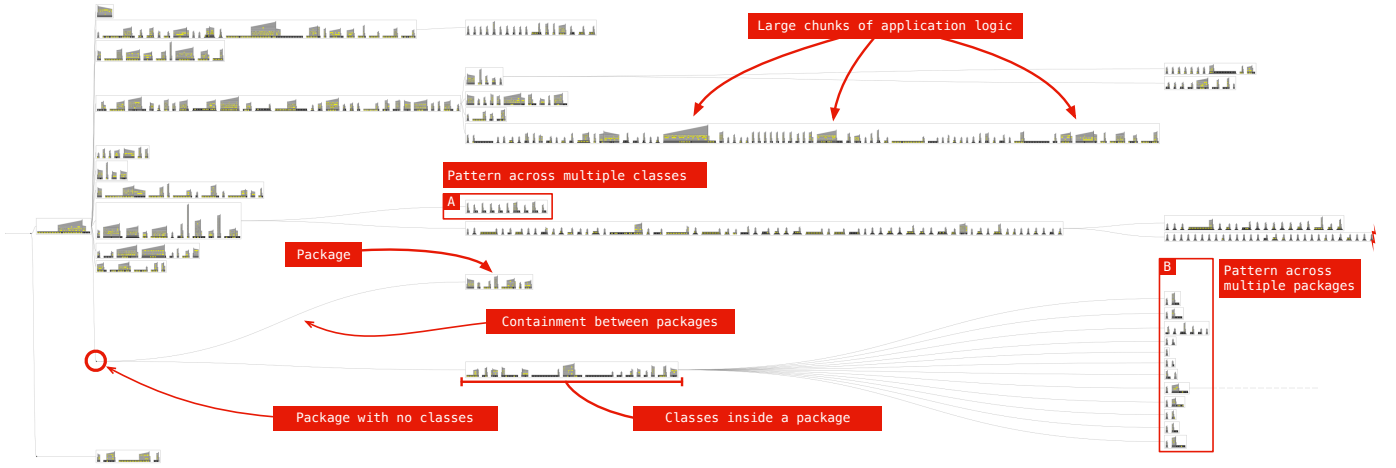 Large chunks of application logic
Pattern across multiple classes
A
Package
B
Pattern across
multiple packages
Containment between packages
Package with no classes
Classes inside a package